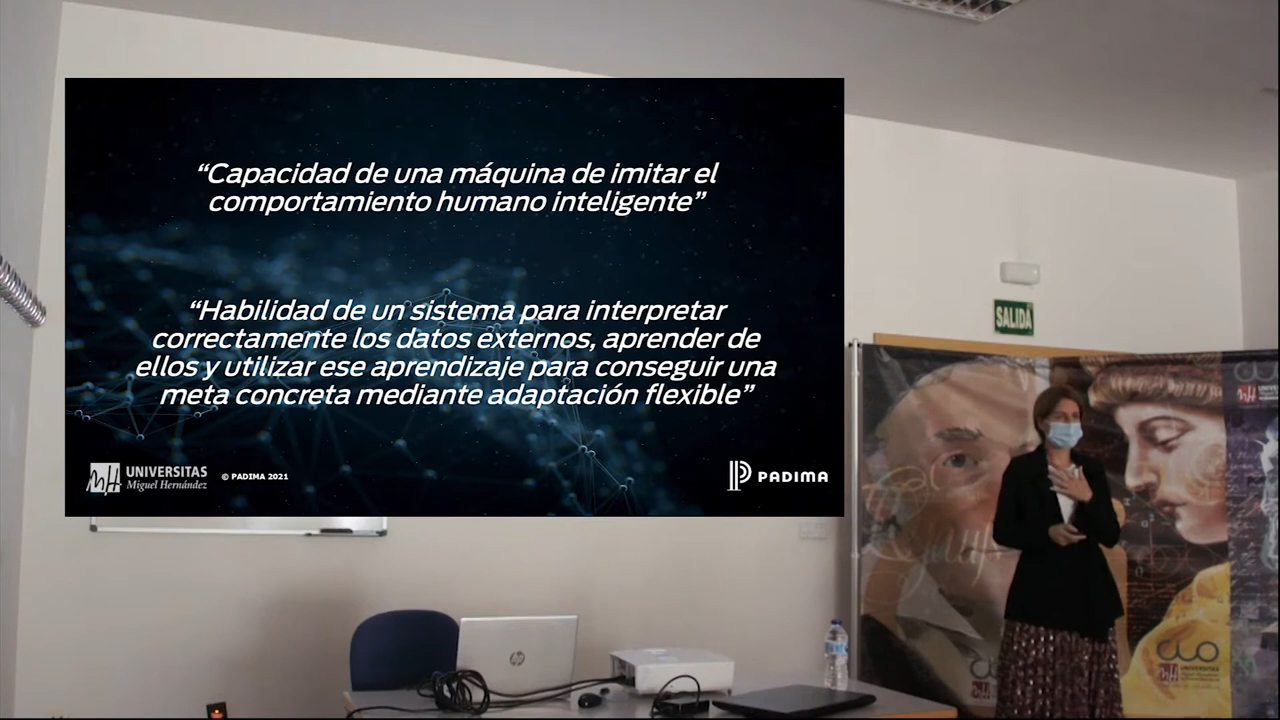 “Capacidad de una máquina de imitar el
comportamiento humano inteligente”
“Habilidad de un sistema para interpretar
correctamente los datos externos, aprender de
ellos y utilizar ese aprendizaje para conseguir una
meta concreta mediante adaptación flexible”
UNIVERSITAS
Miguel Hernández
© PADIMA 2021
PADIMA
SALIDA
hp
UNIVERSITAS